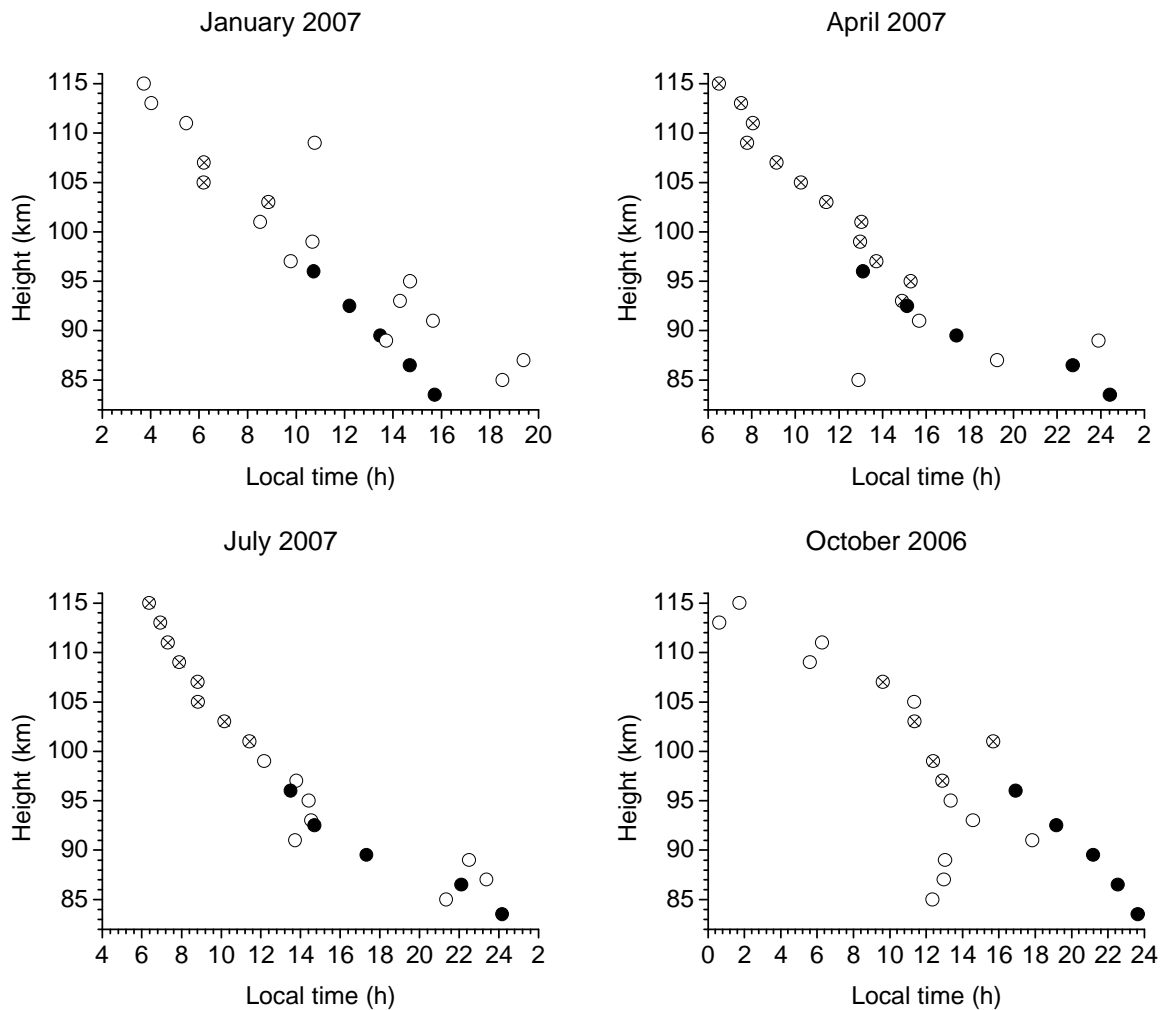 January 2007
115
110
105
100
95
90
85
Height (km)
2 4 6 8 10 12 14 16 18 20
Local time (h)
April 2007
115
110
105
100
95
90
85
Height (km)
6 8 10 12 14 16 18 20 22 24 2
Local time (h)
July 2007
115
110
105
100
95
90
85
Height (km)
4 6 8 10 12 14 16 18 20 22 24 2
Local time (h)
October 2006
115
110
105
100
95
90
85
Height (km)
0 2 4 6 8 10 12 14 16 18 20 22 24
Local time (h)